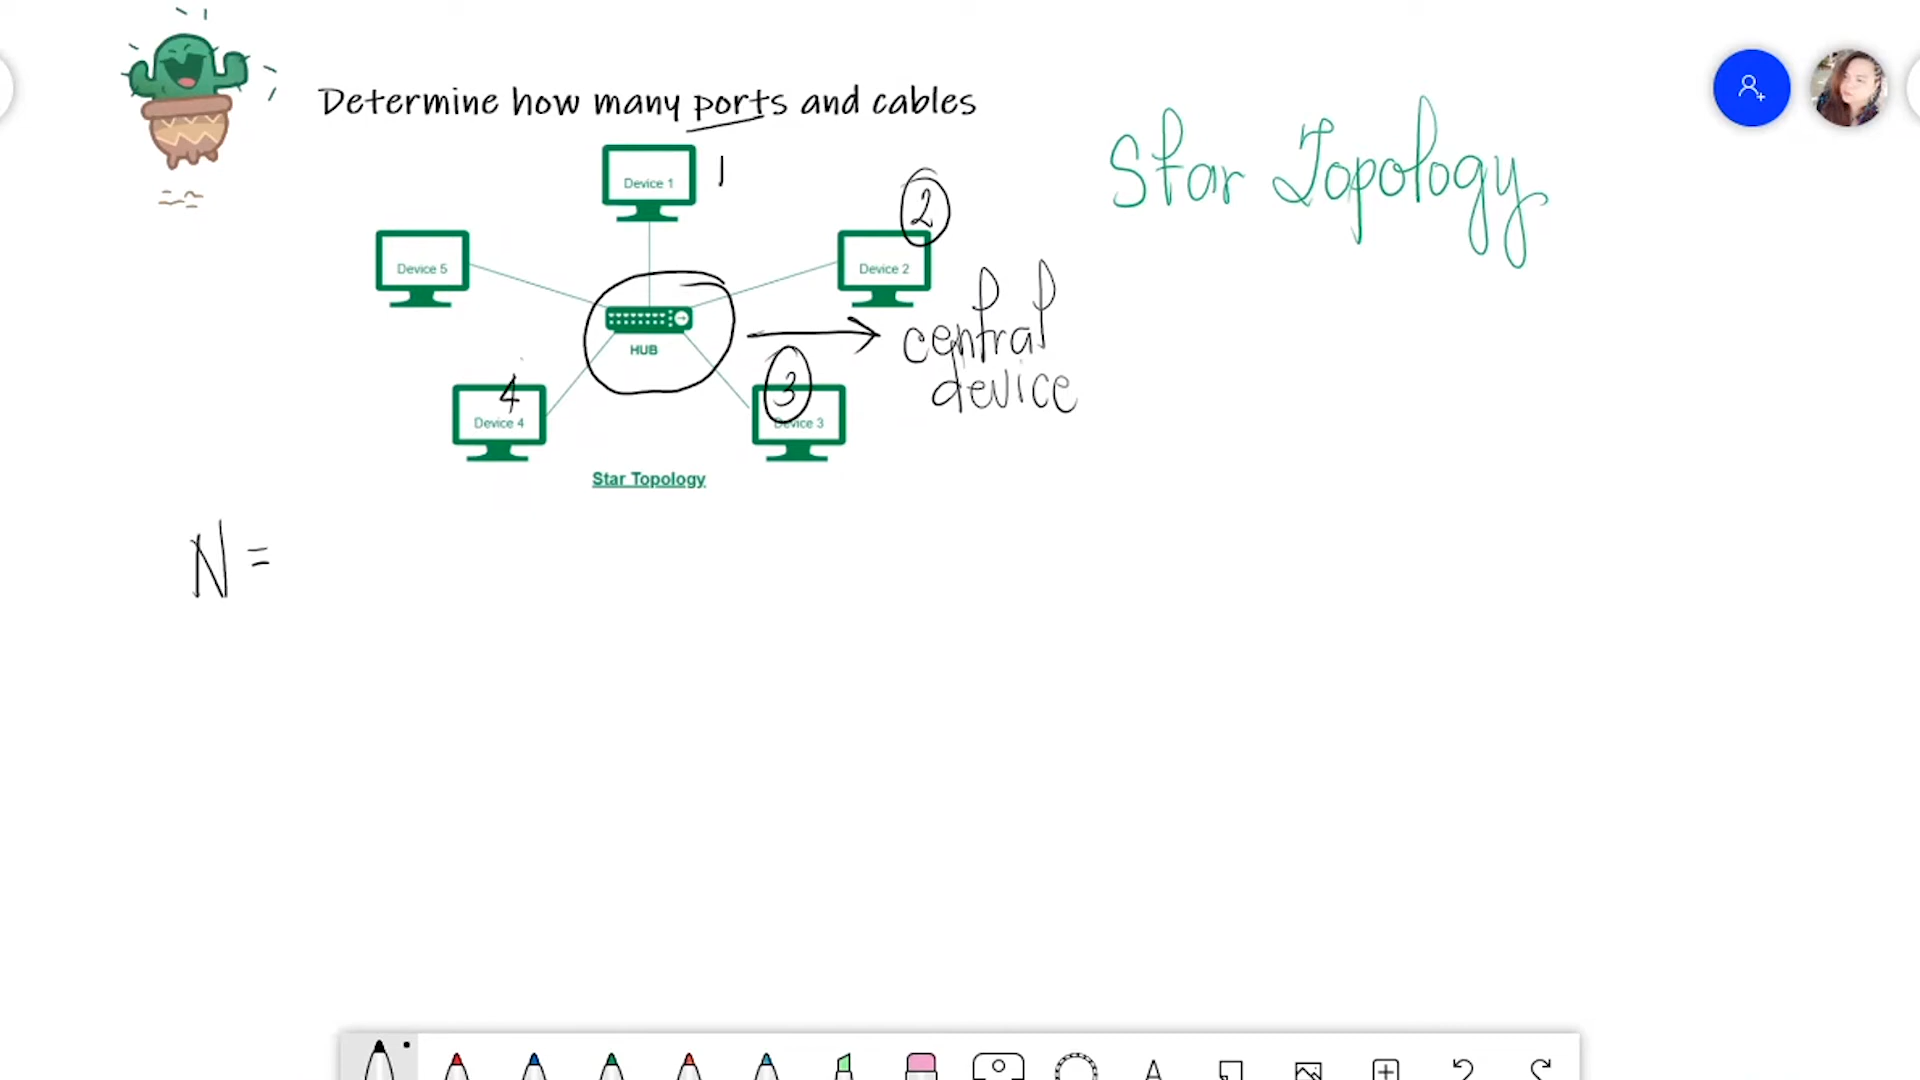 Determine how many ports and cables
Star Topology
Device 1
1
2
Device 5
Device 2
HUB
central
device
4
3
Device 4
Device 3
Star Topology
N =